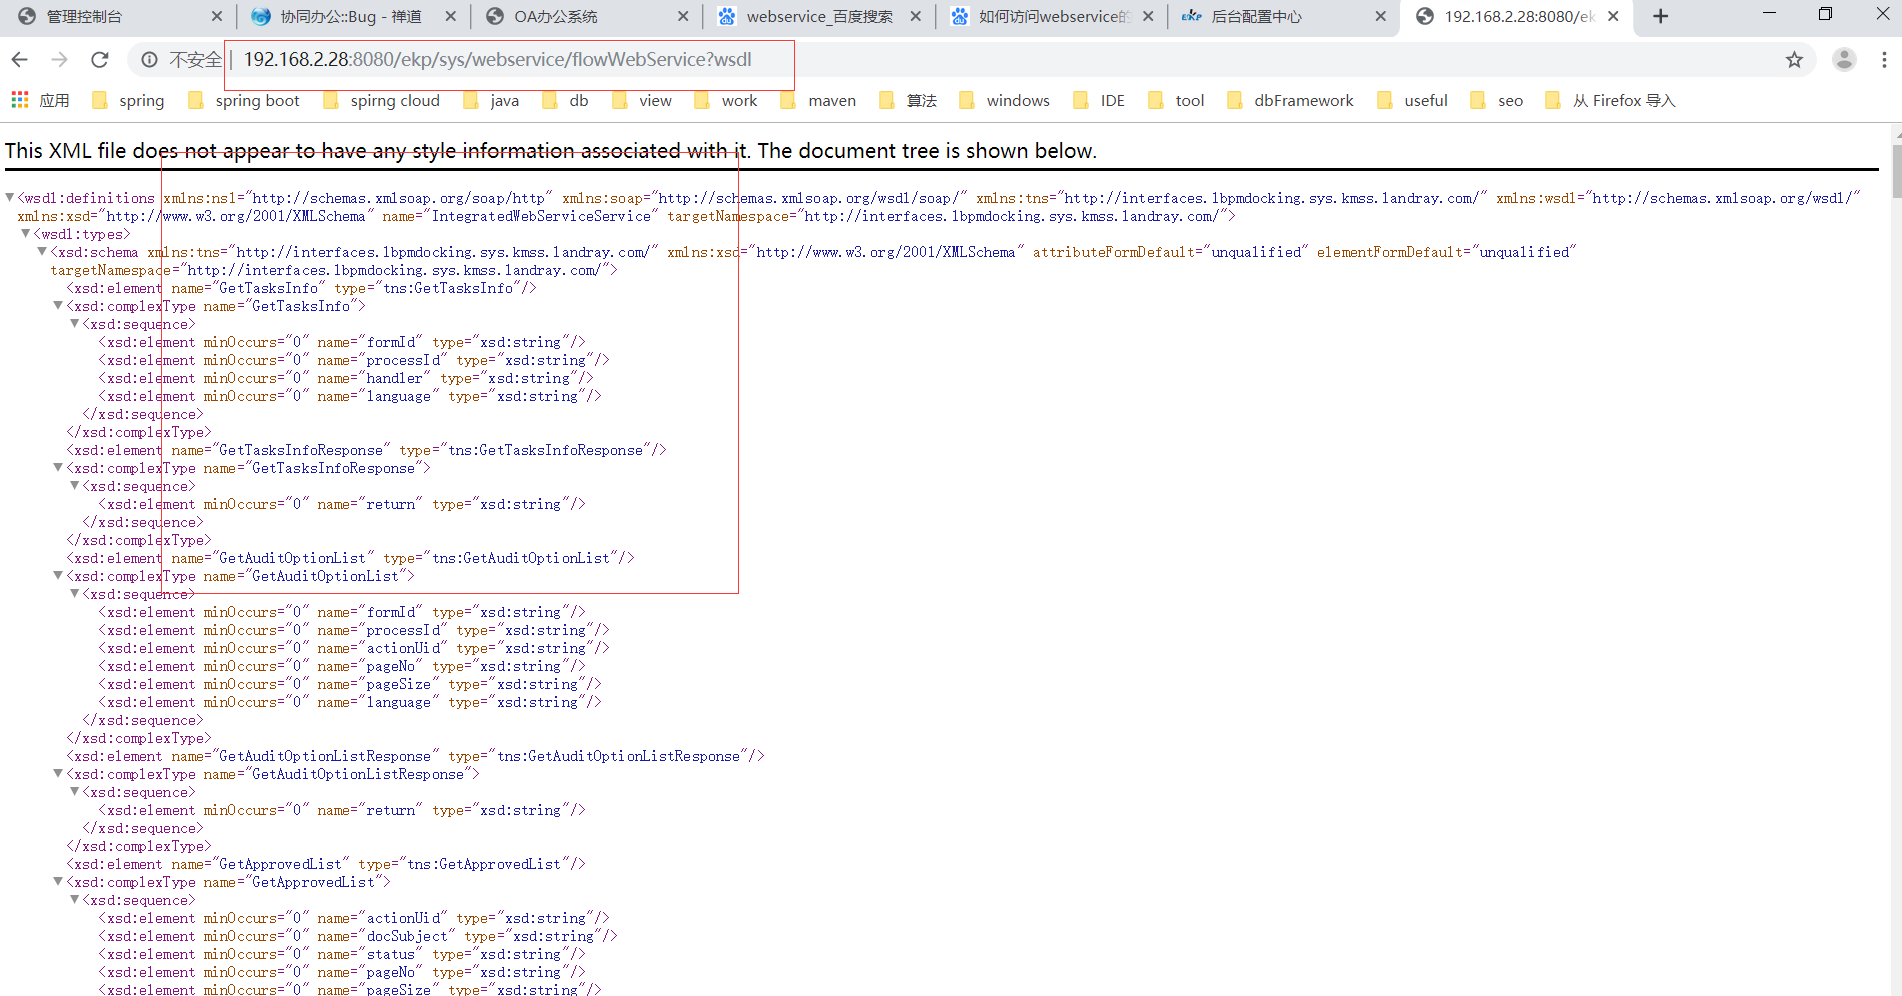 管理控制台
协同办公::Bug - 禅道
OA办公系统
webservice_百度搜索
如何访问webservice的
EKP 后台配置中心
192.168.2.28:8080/ek
不安全 | 192.168.2.28:8080/ekp/sys/webservice/flowWebService?wsdl
应用 spring spring boot spirng cloud java db view work maven 算法 windows IDE tool dbFramework useful seo 从 Firefox 导入
This XML file does not appear to have any style information associated with it. The document tree is shown below.
<wsdl:definitions xmlns:ns1="http://schemas.xmlsoap.org/soap/http" xmlns:soap="http://schemas.xmlsoap.org/wsdl/soap/" xmlns:tns="http://interfaces.lbpmdocking.sys.kmss.landray.com/" xmlns:wsdl="http://schemas.xmlsoap.org/wsdl/"
xmlns:xsd="http://www.w3.org/2001/XMLSchema" name="IntegratedWebServiceService" targetNamespace="http://interfaces.lbpmdocking.sys.kmss.landray.com/">
<wsdl:types>
<xsd:schema xmlns:tns="http://interfaces.lbpmdocking.sys.kmss.landray.com/" xmlns:xsd="http://www.w3.org/2001/XMLSchema" attributeFormDefault="unqualified" elementFormDefault="unqualified"
targetNamespace="http://interfaces.lbpmdocking.sys.kmss.landray.com/">
<xsd:element name="GetTasksInfo" type="tns:GetTasksInfo"/>
<xsd:complexType name="GetTasksInfo">
<xsd:sequence>
<xsd:element minOccurs="0" name="formId" type="xsd:string"/>
<xsd:element minOccurs="0" name="processId" type="xsd:string"/>
<xsd:element minOccurs="0" name="handler" type="xsd:string"/>
<xsd:element minOccurs="0" name="language" type="xsd:string"/>
</xsd:sequence>
</xsd:complexType>
<xsd:element name="GetTasksInfoResponse" type="tns:GetTasksInfoResponse"/>
<xsd:complexType name="GetTasksInfoResponse">
<xsd:sequence>
<xsd:element minOccurs="0" name="return" type="xsd:string"/>
</xsd:sequence>
</xsd:complexType>
<xsd:element name="GetAuditOptionList" type="tns:GetAuditOptionList"/>
<xsd:complexType name="GetAuditOptionList">
<xsd:sequence>
<xsd:element minOccurs="0" name="formId" type="xsd:string"/>
<xsd:element minOccurs="0" name="processId" type="xsd:string"/>
<xsd:element minOccurs="0" name="actionUid" type="xsd:string"/>
<xsd:element minOccurs="0" name="pageNo" type="xsd:string"/>
<xsd:element minOccurs="0" name="pageSize" type="xsd:string"/>
<xsd:element minOccurs="0" name="language" type="xsd:string"/>
</xsd:sequence>
</xsd:complexType>
<xsd:element name="GetAuditOptionListResponse" type="tns:GetAuditOptionListResponse"/>
<xsd:complexType name="GetAuditOptionListResponse">
<xsd:sequence>
<xsd:element minOccurs="0" name="return" type="xsd:string"/>
</xsd:sequence>
</xsd:complexType>
<xsd:element name="GetApprovedList" type="tns:GetApprovedList"/>
<xsd:complexType name="GetApprovedList">
<xsd:sequence>
<xsd:element minOccurs="0" name="actionUid" type="xsd:string"/>
<xsd:element minOccurs="0" name="docSubject" type="xsd:string"/>
<xsd:element minOccurs="0" name="status" type="xsd:string"/>
<xsd:element minOccurs="0" name="pageNo" type="xsd:string"/>
<xsd:element minOccurs="0" name="pageSize" type="xsd:string"/>